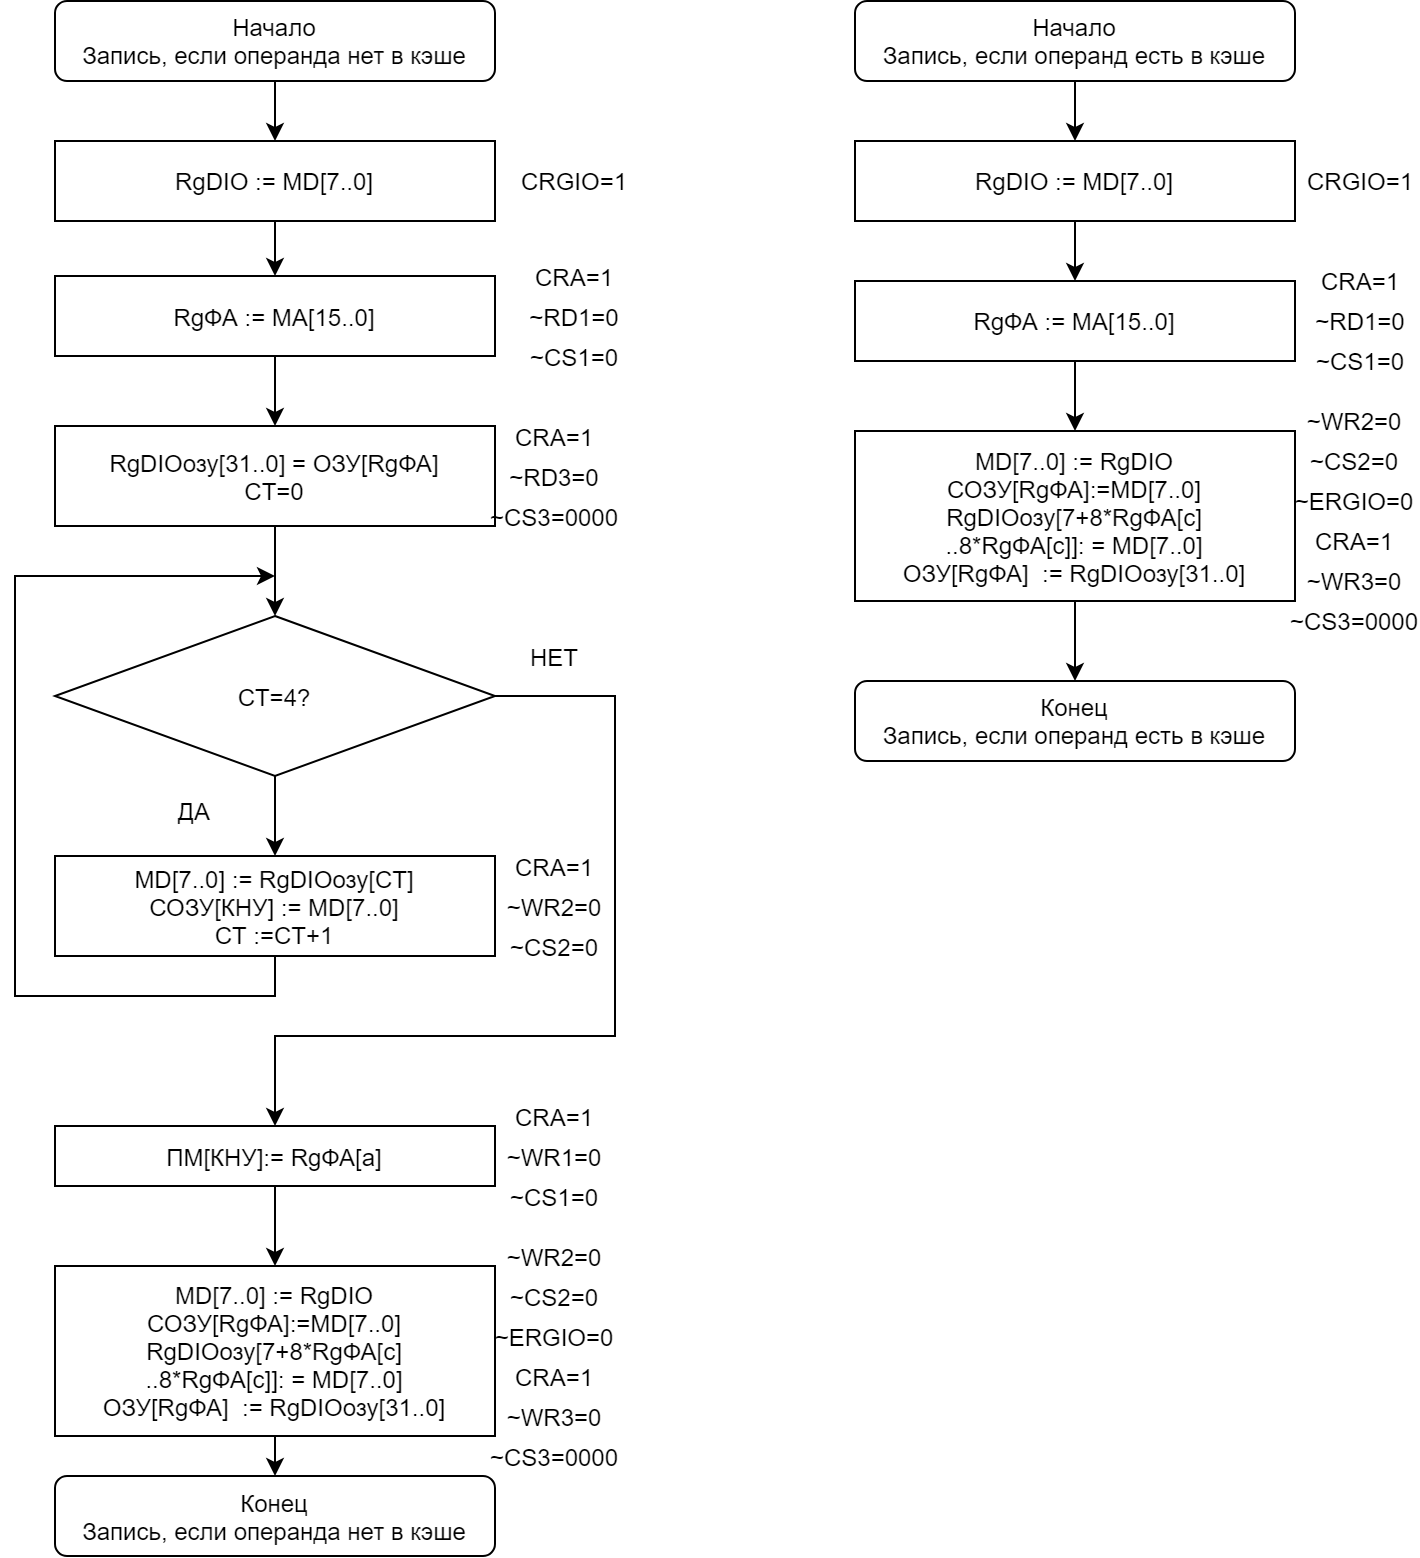 Начало
Запись, если операнда нет в кэше
RgDIO := MD[7..0]
CRGIO=1
RgФА := МА[15..0]
CRA=1
~RD1=0
~CS1=0
RgDIOозу[31..0] = ОЗУ[RgФА]
СТ=0
CRA=1
~RD3=0
~CS3=0000
СТ=4?
НЕТ
ДА
MD[7..0] := RgDIOозу[СТ]
СОЗУ[КНУ] := MD[7..0]
СТ :=СТ+1
CRA=1
~WR2=0
~CS2=0
ПМ[КНУ]:= RgФА[а]
CRA=1
~WR1=0
~CS1=0
MD[7..0] := RgDIO
СОЗУ[RgФА]:=MD[7..0]
RgDIOозу[7+8*RgФА[с]
..8*RgФА[с]]: = MD[7..0]
ОЗУ[RgФА]  := RgDIOозу[31..0]
~WR2=0
~CS2=0
~ERGIO=0
CRA=1
~WR3=0
~CS3=0000
Конец
Запись, если операнда нет в кэше
Начало
Запись, если операнд есть в кэше
RgDIO := MD[7..0]
CRGIO=1
RgФА := МА[15..0]
CRA=1
~RD1=0
~CS1=0
MD[7..0] := RgDIO
СОЗУ[RgФА]:=MD[7..0]
RgDIOозу[7+8*RgФА[с]
..8*RgФА[с]]: = MD[7..0]
ОЗУ[RgФА]  := RgDIOозу[31..0]
~WR2=0
~CS2=0
~ERGIO=0
CRA=1
~WR3=0
~CS3=0000
Конец
Запись, если операнд есть в кэше